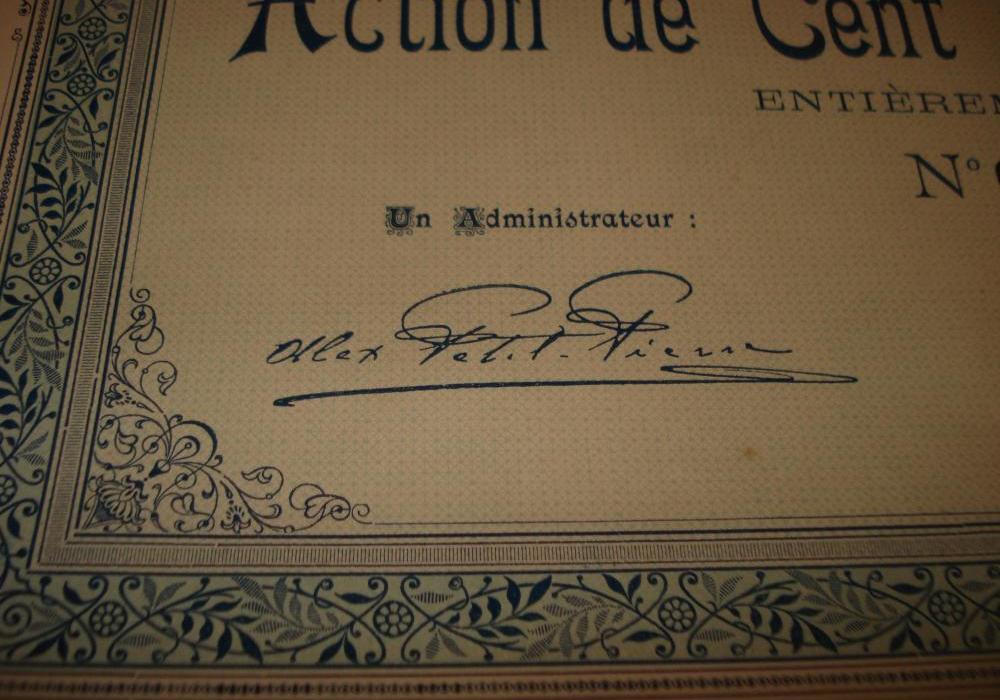 Action de Cent
ENTIÈREM
N°
Un Administrateur :
Alex Petit-Pierre